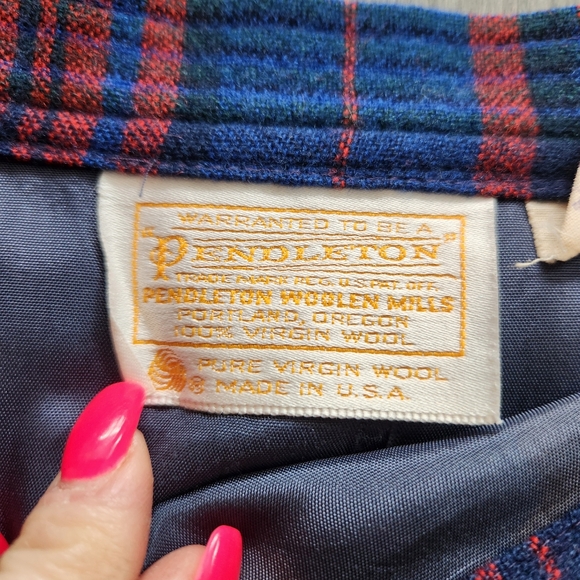 WARRANTED TO BE A
"PENDLETON"
TRADE MARK REG. U.S. PAT. OFF.
PENDLETON WOOLEN MILLS
PORTLAND, OREGON
100% VIRGIN WOOL
PURE VIRGIN WOOL
® MADE IN U.S.A.